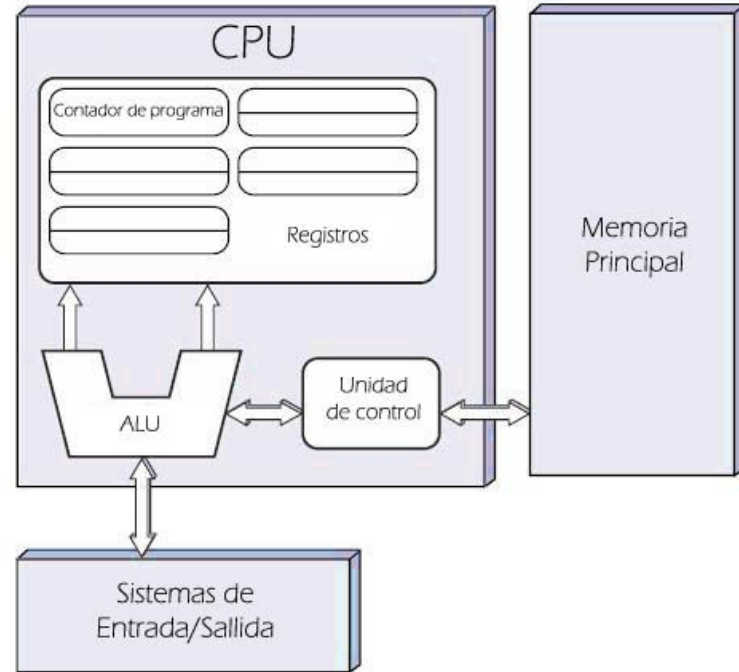 CPU
Contador de programa
Registros
Memoria
Principal
ALU
Unidad
de control
Sistemas de
Entrada/Sallida